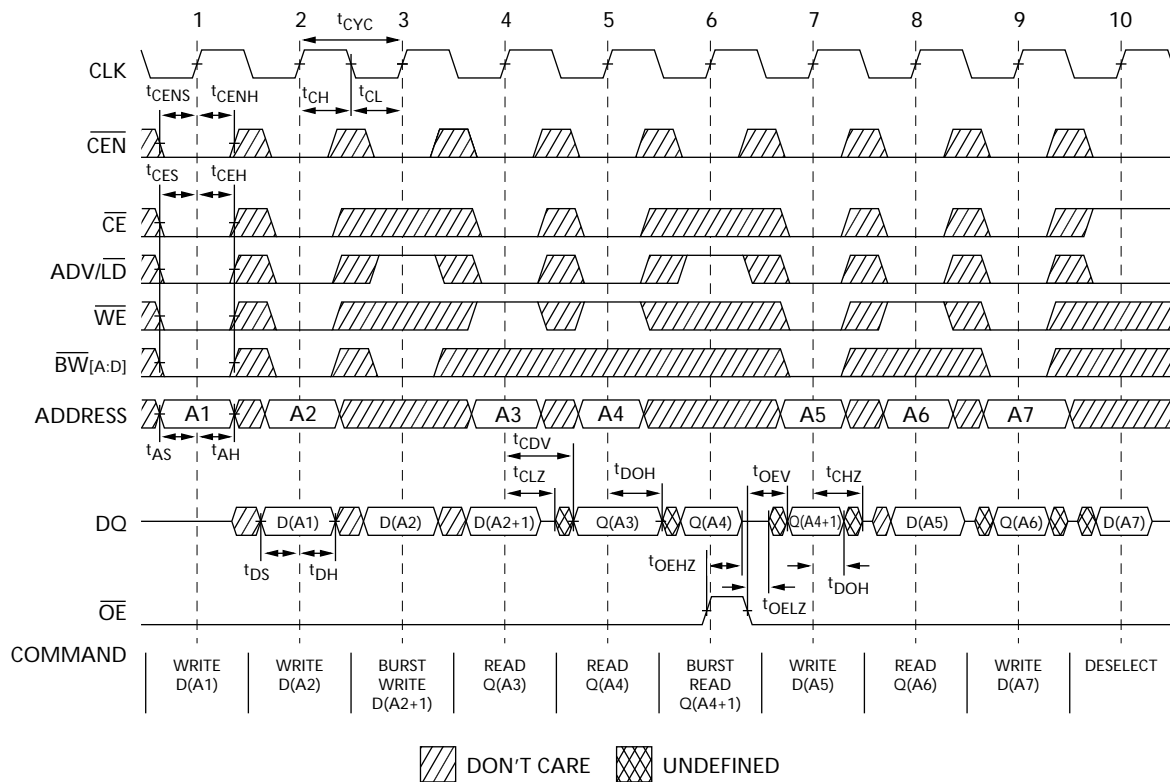 1 2 3 4 5 6 7 8 9 10
tCYC
CLK
tCENS tCENH tCH tCL
CEN
tCES tCEH
CE
ADV/LD
WE
BW[A:D]
ADDRESS A1 A2 A3 A4 A5 A6 A7
tAS tAH tCDV
tCLZ tDOH tOEV tCHZ
DQ D(A1) D(A2) D(A2+1) Q(A3) Q(A4) Q(A4+1) D(A5) Q(A6) D(A7)
tDS tDH tOEHZ tDOH
tOELZ
OE
COMMAND
WRITE D(A1)
WRITE D(A2)
BURST WRITE D(A2+1)
READ Q(A3)
READ Q(A4)
BURST READ Q(A4+1)
WRITE D(A5)
READ Q(A6)
WRITE D(A7)
DESELECT
DON'T CARE UNDEFINED